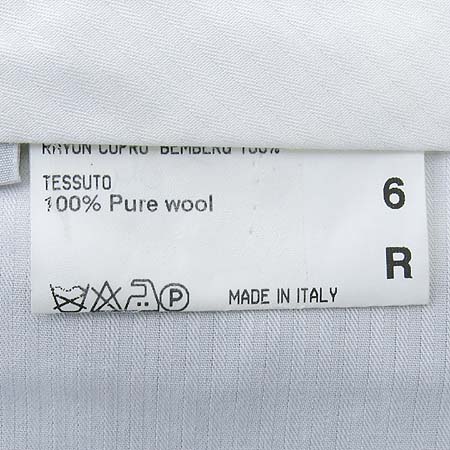 RAYON CUPRO BEMBERG 100%
TESSUTO
100% Pure wool
6
R
P
MADE IN ITALY